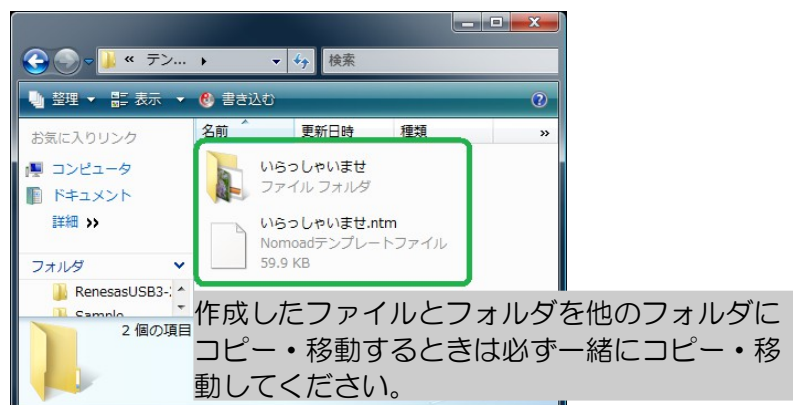 « テン...
検索
整理 表示 書き込む
お気に入りリンク
名前 更新日時 種類 »
コンピュータ
ドキュメント
詳細 »
いらっしゃいませ
ファイル フォルダ
いらっしゃいませ.ntm
Nomoadテンプレートファイル
59.9 KB
フォルダ
RenesasUSB3-
Sample
2 個の項目
作成したファイルとフォルダを他のフォルダに
コピー・移動するときは必ず一緒にコピー・移
動してください。